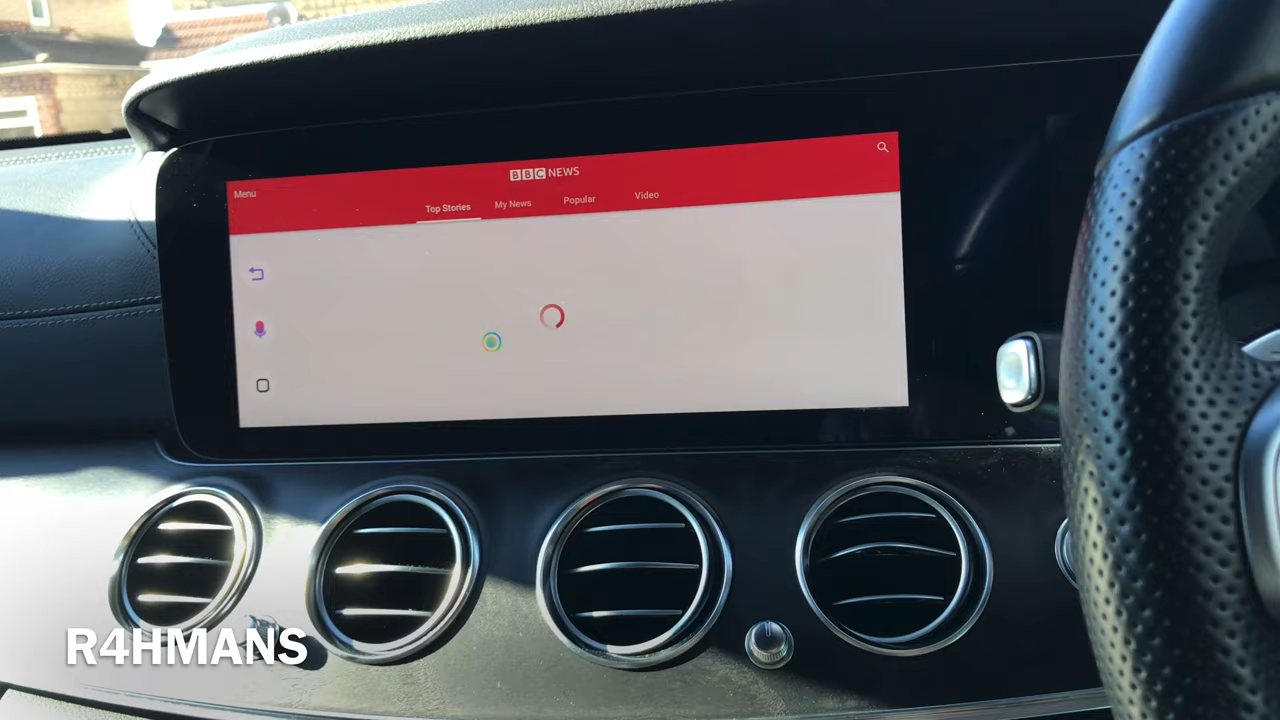 BBC NEWS
Menu
Top Stories
My News
Popular
Video
R4HMANS